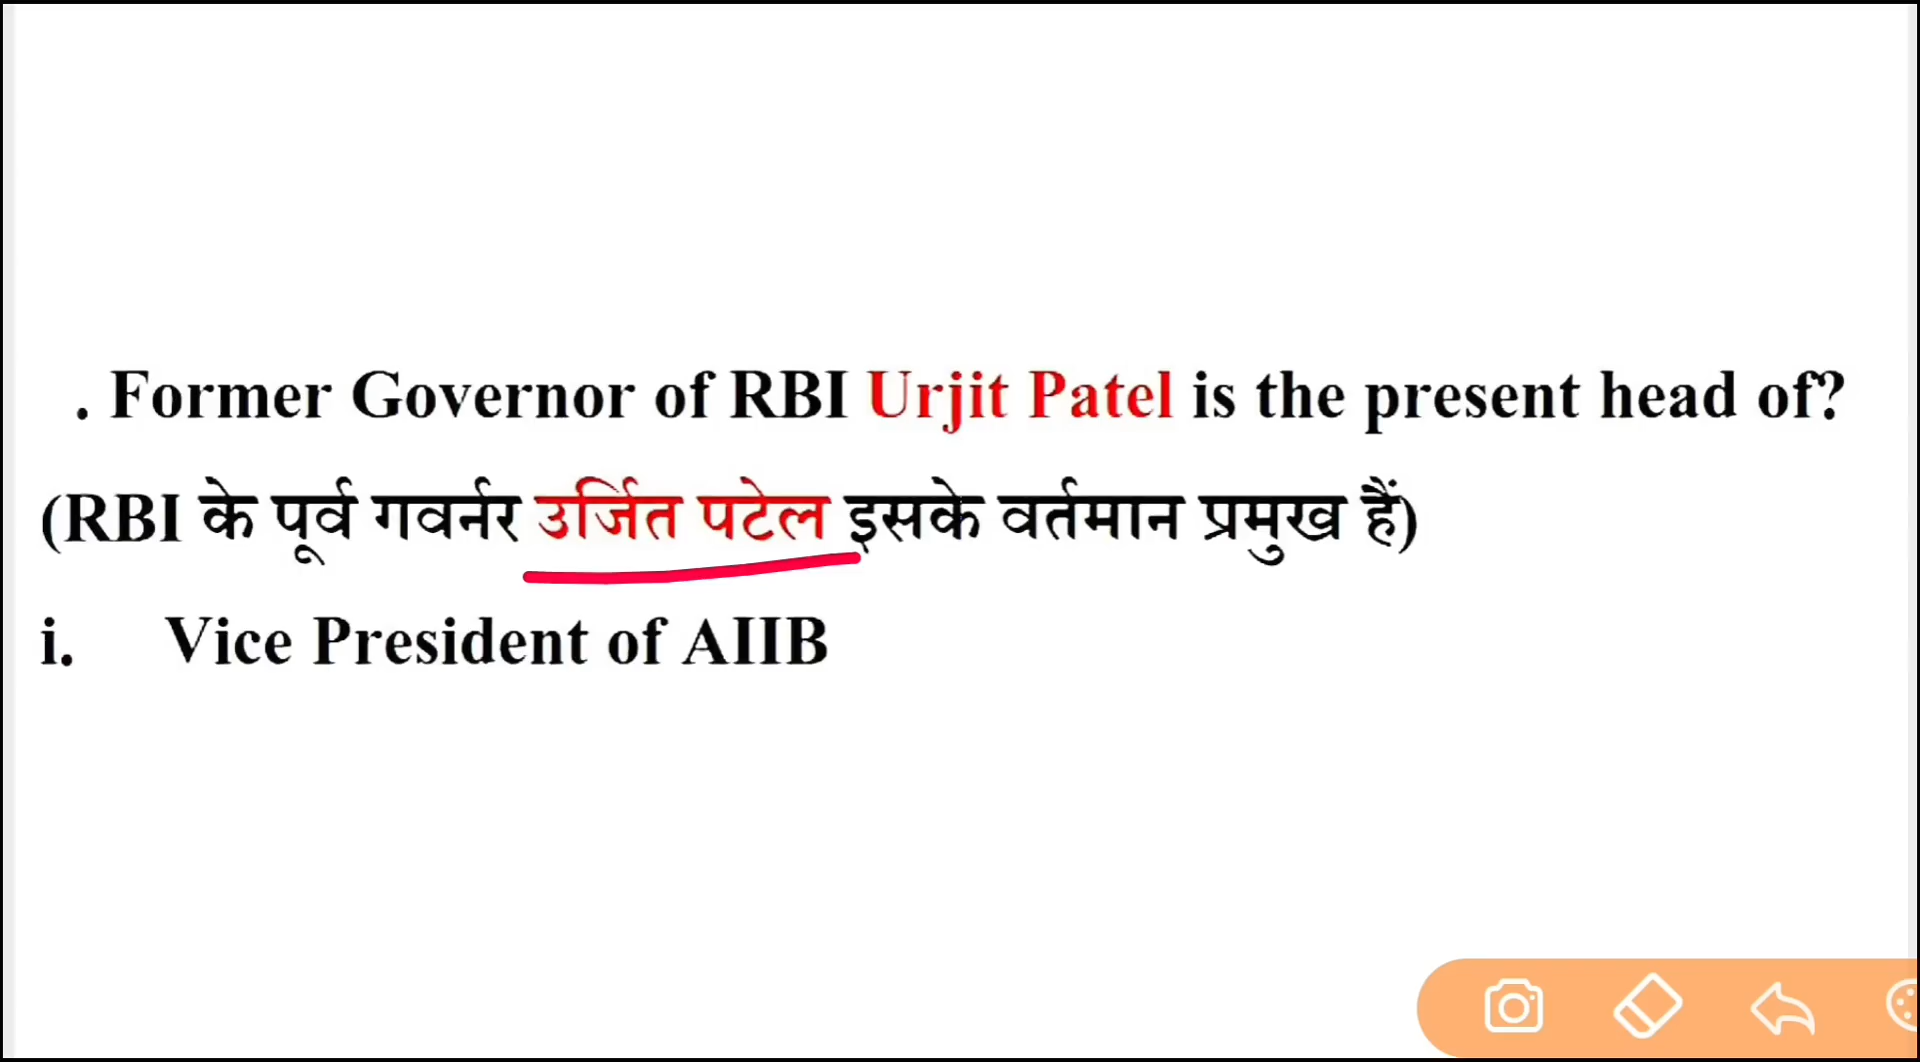 . Former Governor of RBI Urjit Patel is the present head of?
(RBI के पूर्व गवर्नर उर्जित पटेल इसके वर्तमान प्रमुख हैं)
i. Vice President of AIIB